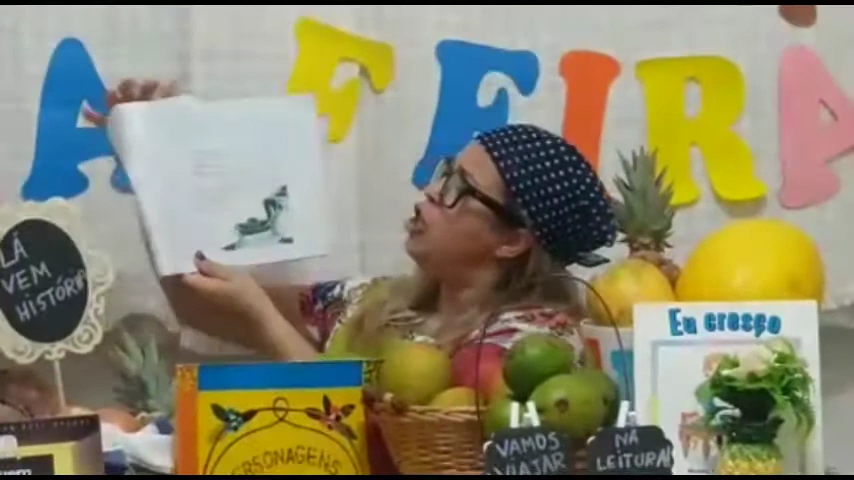 A FEIRA
LÁ
VEM
HISTÓRIA
Eu cresço
PERSONAGENS
VAMOS
VIAJAR
NA
LEITURA!